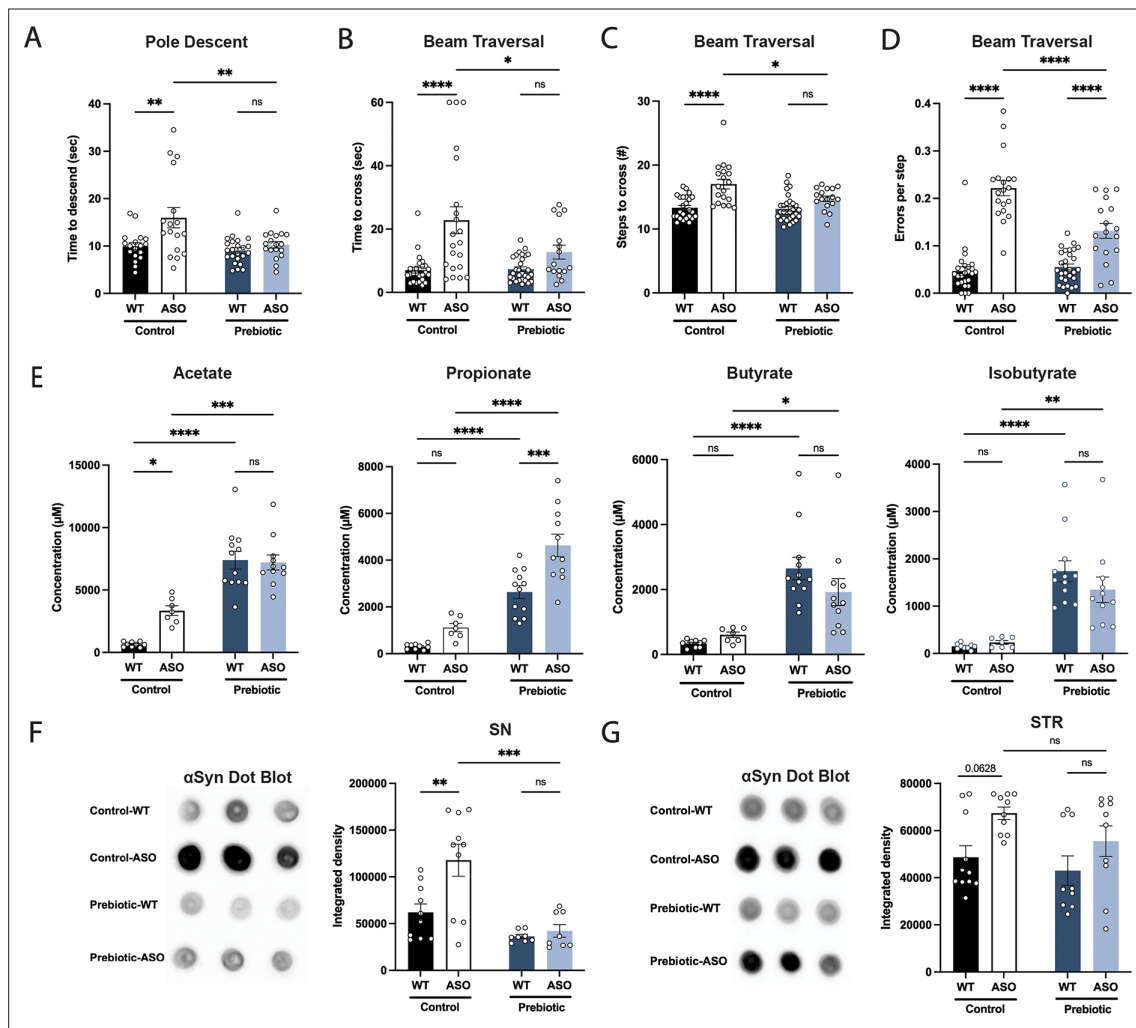 A
Pole Descent
**
**
ns
Time to descend (sec)
40
30
20
10
0
WT ASO WT ASO
Control Prebiotic
B
Beam Traversal
*
****
ns
Time to cross (sec)
60
40
20
0
WT ASO WT ASO
Control Prebiotic
C
Beam Traversal
*
****
ns
Steps to cross (#)
30
20
10
0
WT ASO WT ASO
Control Prebiotic
D
Beam Traversal
****
**** ****
Errors per step
0.4
0.3
0.2
0.1
0.0
WT ASO WT ASO
Control Prebiotic
E
Acetate
***
****
*
ns
Concentration (µM)
15000
10000
5000
0
WT ASO WT ASO
Control Prebiotic
Propionate
****
****
ns ***
Concentration (µM)
8000
6000
4000
2000
0
WT ASO WT ASO
Control Prebiotic
Butyrate
*
****
ns ns
Concentration (µM)
6000
4000
2000
0
WT ASO WT ASO
Control Prebiotic
Isobutyrate
**
****
ns ns
Concentration (µM)
4000
3000
2000
1000
0
WT ASO WT ASO
Control Prebiotic
F
αSyn Dot Blot
Control-WT
Control-ASO
Prebiotic-WT
Prebiotic-ASO
SN
***
**
ns
Integrated density
200000
150000
100000
50000
0
WT ASO WT ASO
Control Prebiotic
G
αSyn Dot Blot
Control-WT
Control-ASO
Prebiotic-WT
Prebiotic-ASO
STR
ns
0.0628
ns
Integrated density
80000
60000
40000
20000
0
WT ASO WT ASO
Control Prebiotic